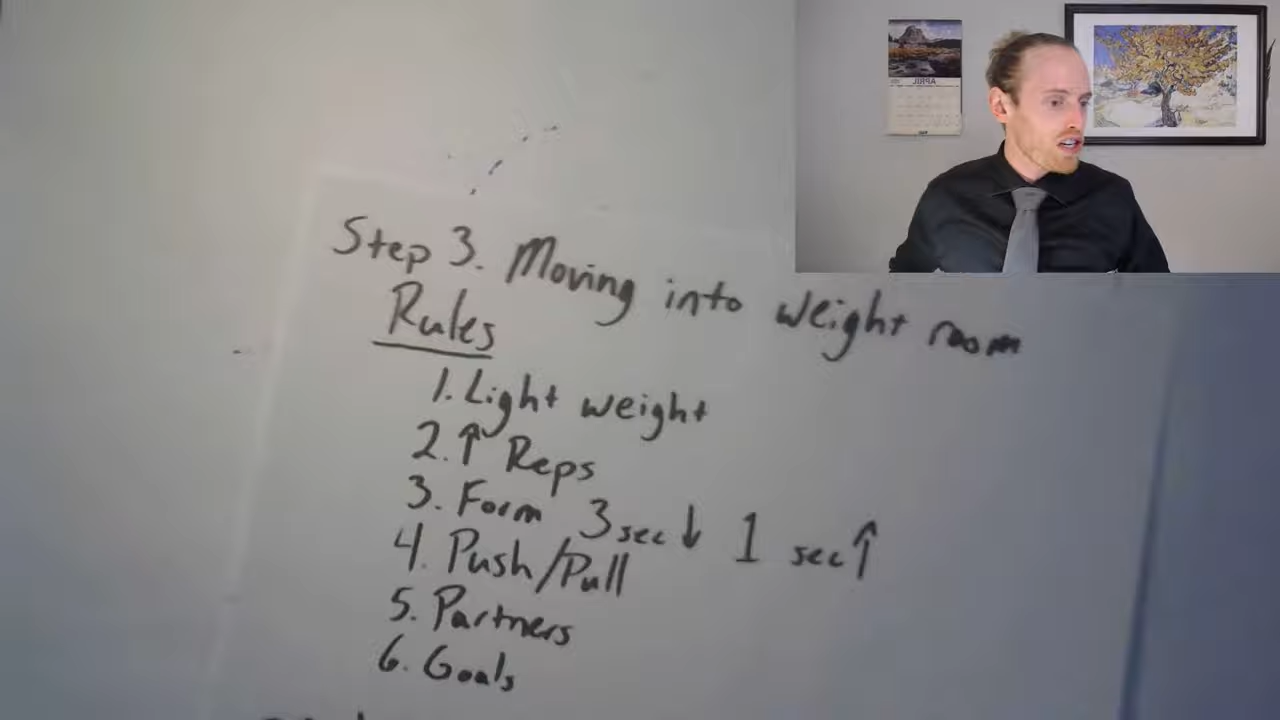 APRIL
Step 3. Moving into weight room
Rules
1. Light weight
2. ↑ Reps
3. Form 3 sec ↓ 1 sec ↑
4. Push/Pull
5. Partners
6. Goals